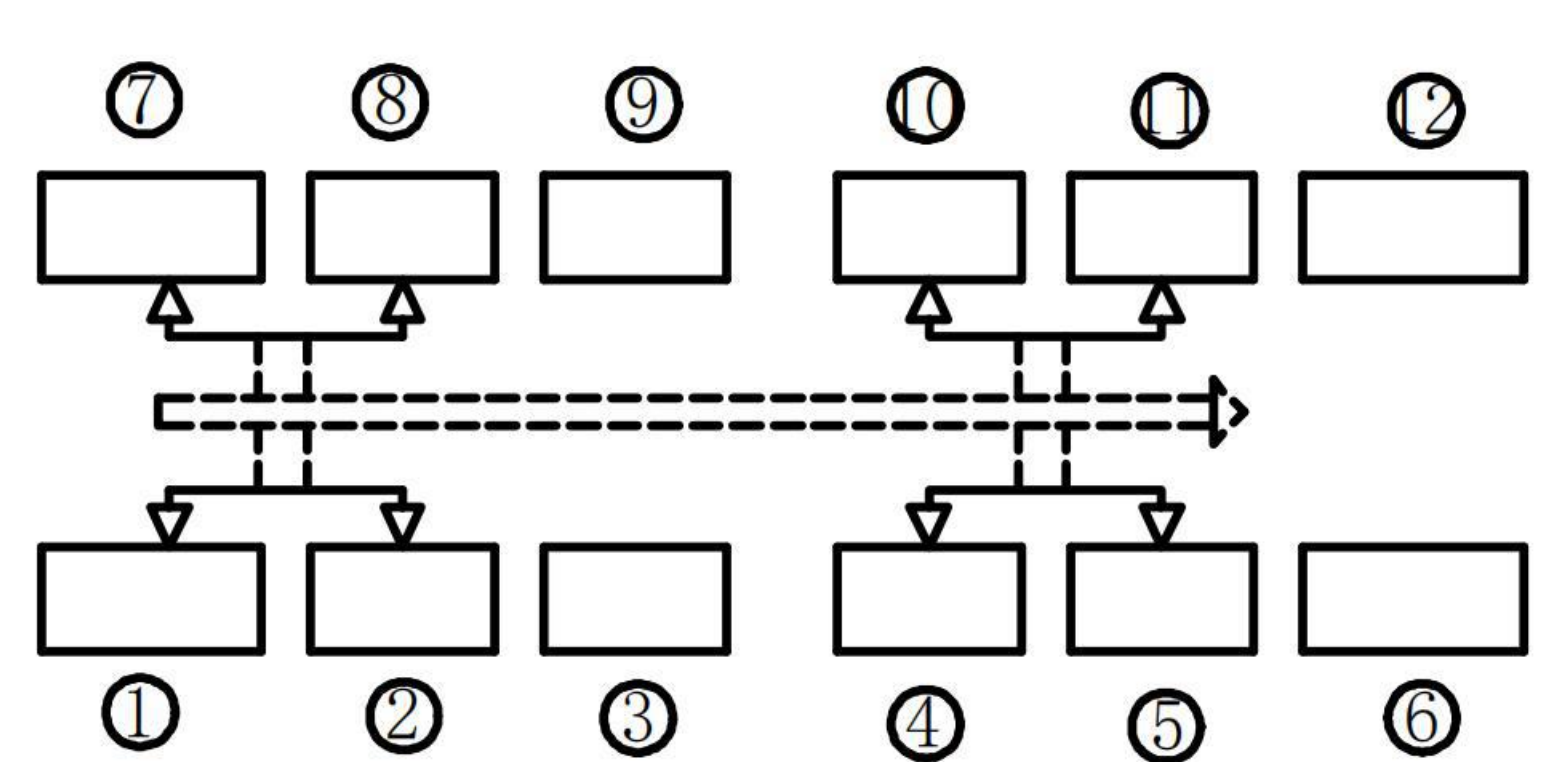 ⑦ ⑧ ⑨ ⑩ ⑪ ⑫
① ② ③ ④ ⑤ ⑥